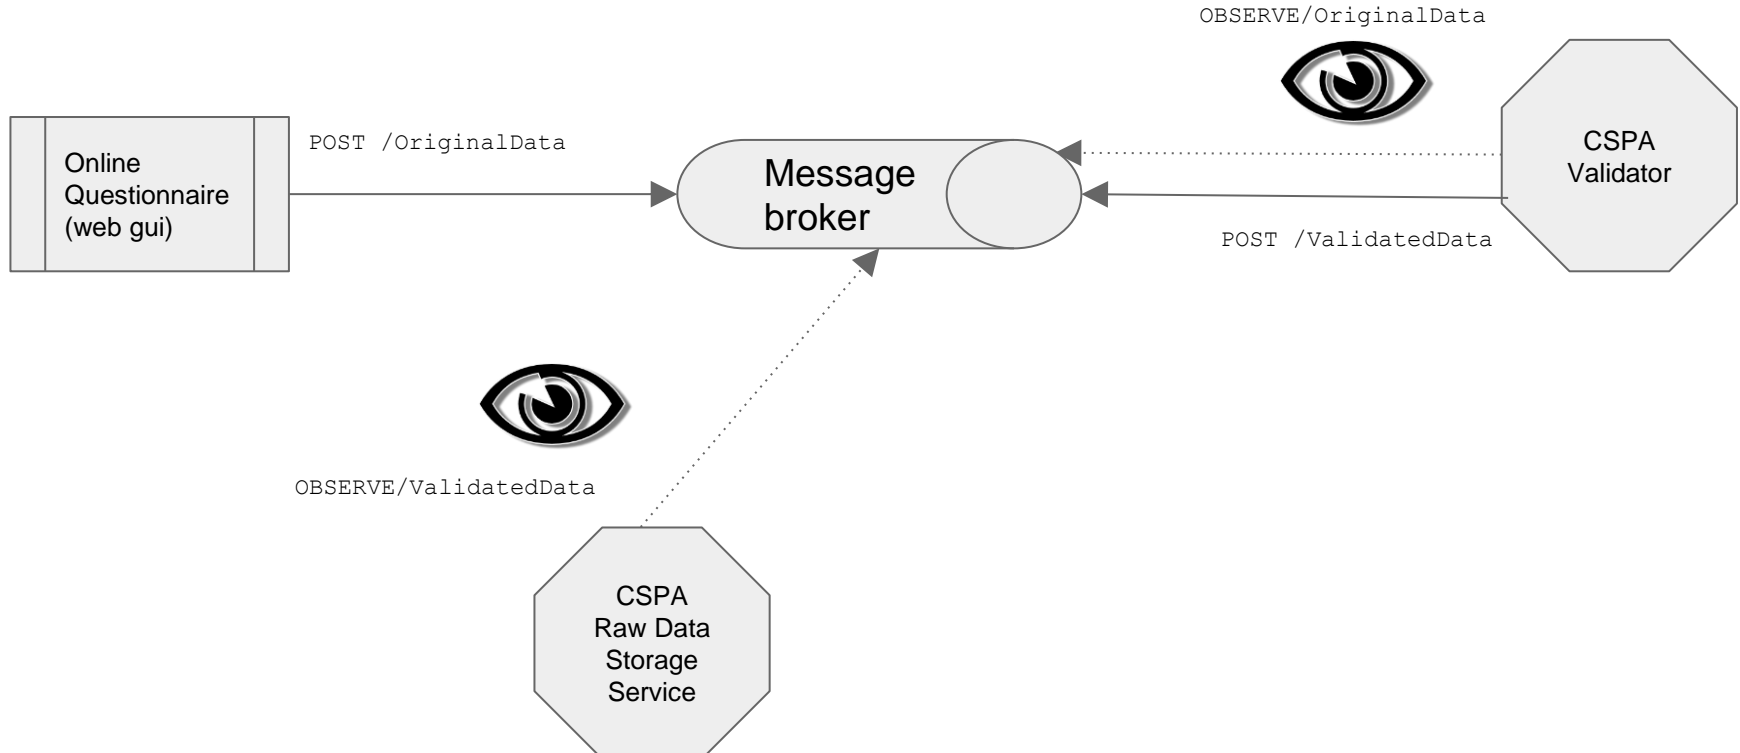 OBSERVE/OriginalData
POST /OriginalData
Online
Questionnaire
(web gui)
Message
broker
CSPA
Validator
POST /ValidatedData
OBSERVE/ValidatedData
CSPA
Raw Data
Storage
Service